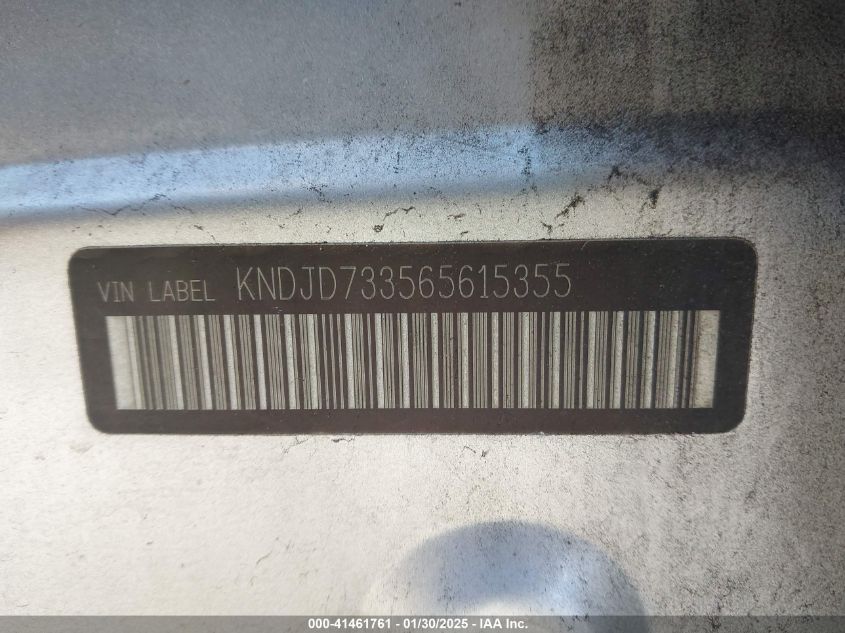 VIN LABEL KNDJD733565615355
000-41461761 - 01/30/2025 - IAA Inc.